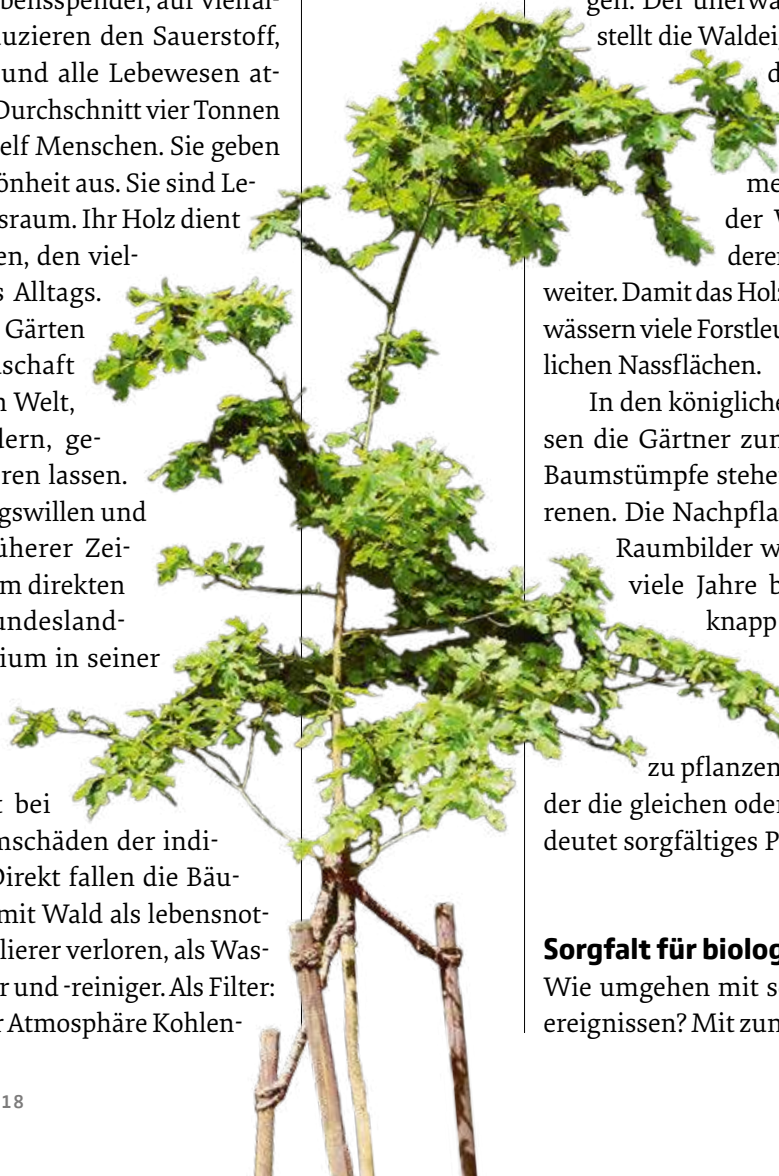 bensspender, auf vielfäl-
duzieren den Sauerstoff,
und alle Lebewesen at-
Durchschnitt vier Tonnen
elf Menschen. Sie geben
önheit aus. Sie sind Le-
sraum. Ihr Holz dient
en, den viel-
s Alltags.
Gärten
schaft
n Welt,
dern, ge-
ren lassen.
gswillen und
üherer Zei-
m direkten
undesland-
ium in seiner
t bei
nschäden der indi-
Direkt fallen die Bäu-
mit Wald als lebensnot-
lierer verloren, als Was-
r und -reiniger. Als Filter:
r Atmosphäre Kohlen-
18
gen. Der unerwa
stellt die Waldei
d
me
der W
deren
weiter. Damit das Holz
wässern viele Forstleu
lichen Nassflächen.
In den königliche
sen die Gärtner zun
Baumstümpfe stehe
renen. Die Nachpfla
Raumbilder w
viele Jahre b
knapp
zu pflanzen
der die gleichen oder
deutet sorgfältiges P
Sorgfalt für biolog
Wie umgehen mit s
ereignissen? Mit zun